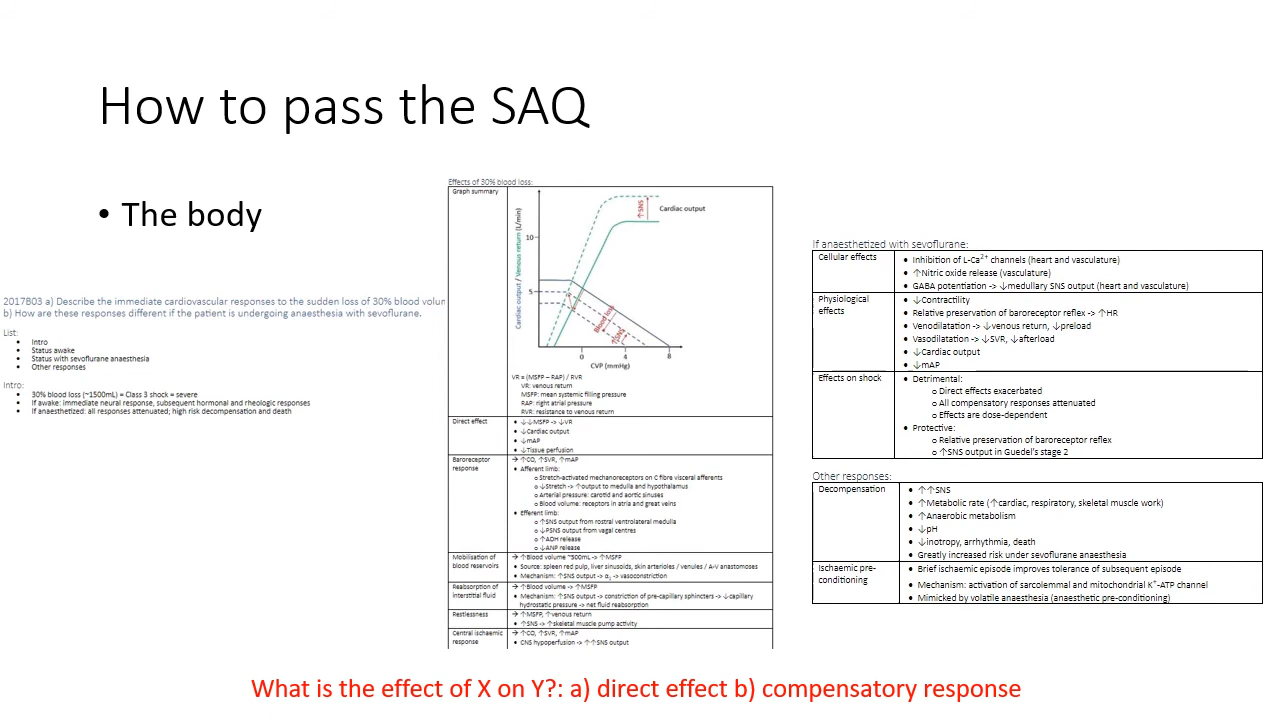 How to pass the SAQ
• The body
2017B03 a) Describe the immediate cardiovascular responses to the sudden loss of 30% blood volur
b) How are these responses different if the patient is undergoing anaesthesia with sevoflurane.
List:
• Intro
• Status awake
• Status with sevoflurane anaesthesia
• Other responses
Intro:
• 30% blood loss (~1500mL) = Class 3 shock = severe
• If awake: immediate neural response, subsequent hormonal and rheologic responses
• If anaesthetized: all responses attenuated; high risk decompensation and death
Effects of 30% blood loss:
Graph summary
Cardiac output / Venous return (L/min)
10
5
↑SNS
Cardiac output
Blood loss
↑SNS
0 4 8
CVP (mmHg)
VR = (MSFP – RAP) / RVR
VR: venous return
MSFP: mean systemic filling pressure
RAP: right atrial pressure
RVR: resistance to venous return
Direct effect
• ↓↓MSFP -> ↓VR
• ↓Cardiac output
• ↓mAP
• ↓Tissue perfusion
Baroreceptor response
→ ↑CO, ↑SVR, ↑mAP
• Afferent limb:
o Stretch-activated mechanoreceptors on C fibre visceral afferents
o ↓Stretch -> ↑output to medulla and hypothalamus
o Arterial pressure: carotid and aortic sinuses
o Blood volume: receptors in atria and great veins
• Efferent limb:
o ↑SNS output from rostral ventrolateral medulla
o ↓PSNS output from vagal centres
o ↑ADH release
o ↓ANP release
Mobilisation of blood reservoirs
→ ↑Blood volume ~500mL -> ↑MSFP
• Source: spleen red pulp, liver sinusoids, skin arterioles / venules / A-V anastomoses
• Mechanism: ↑SNS output -> α₁ -> vasoconstriction
Reabsorption of interstitial fluid
→ ↑Blood volume -> ↑MSFP
• Mechanism: ↑SNS output -> constriction of pre-capillary sphincters -> ↓capillary
hydrostatic pressure -> net fluid reabsorption
Restlessness
→ ↑MSFP, ↑venous return
• ↑SNS -> ↑skeletal muscle pump activity
Central ischaemic response
→ ↑CO, ↑SVR, ↑mAP
• CNS hypoperfusion -> ↑↑SNS output
If anaesthetized with sevoflurane:
Cellular effects
• Inhibition of L-Ca²⁺ channels (heart and vasculature)
• ↑Nitric oxide release (vasculature)
• GABA potentiation -> ↓medullary SNS output (heart and vasculature)
Physiological effects
• ↓Contractility
• Relative preservation of baroreceptor reflex -> ↑HR
• Venodilatation -> ↓venous return, ↓preload
• Vasodilatation -> ↓SVR, ↓afterload
• ↓Cardiac output
• ↓mAP
Effects on shock
• Detrimental:
o Direct effects exacerbated
o All compensatory responses attenuated
o Effects are dose-dependent
• Protective:
o Relative preservation of baroreceptor reflex
o ↑SNS output in Guedel's stage 2
Other responses:
Decompensation
• ↑↑SNS
• ↑Metabolic rate (↑cardiac, respiratory, skeletal muscle work)
• ↑Anaerobic metabolism
• ↓pH
• ↓inotropy, arrhythmia, death
• Greatly increased risk under sevoflurane anaesthesia
Ischaemic pre-conditioning
• Brief ischaemic episode improves tolerance of subsequent episode
• Mechanism: activation of sarcolemmal and mitochondrial K⁺-ATP channel
• Mimicked by volatile anaesthesia (anaesthetic pre-conditioning)
What is the effect of X on Y?: a) direct effect b) compensatory response